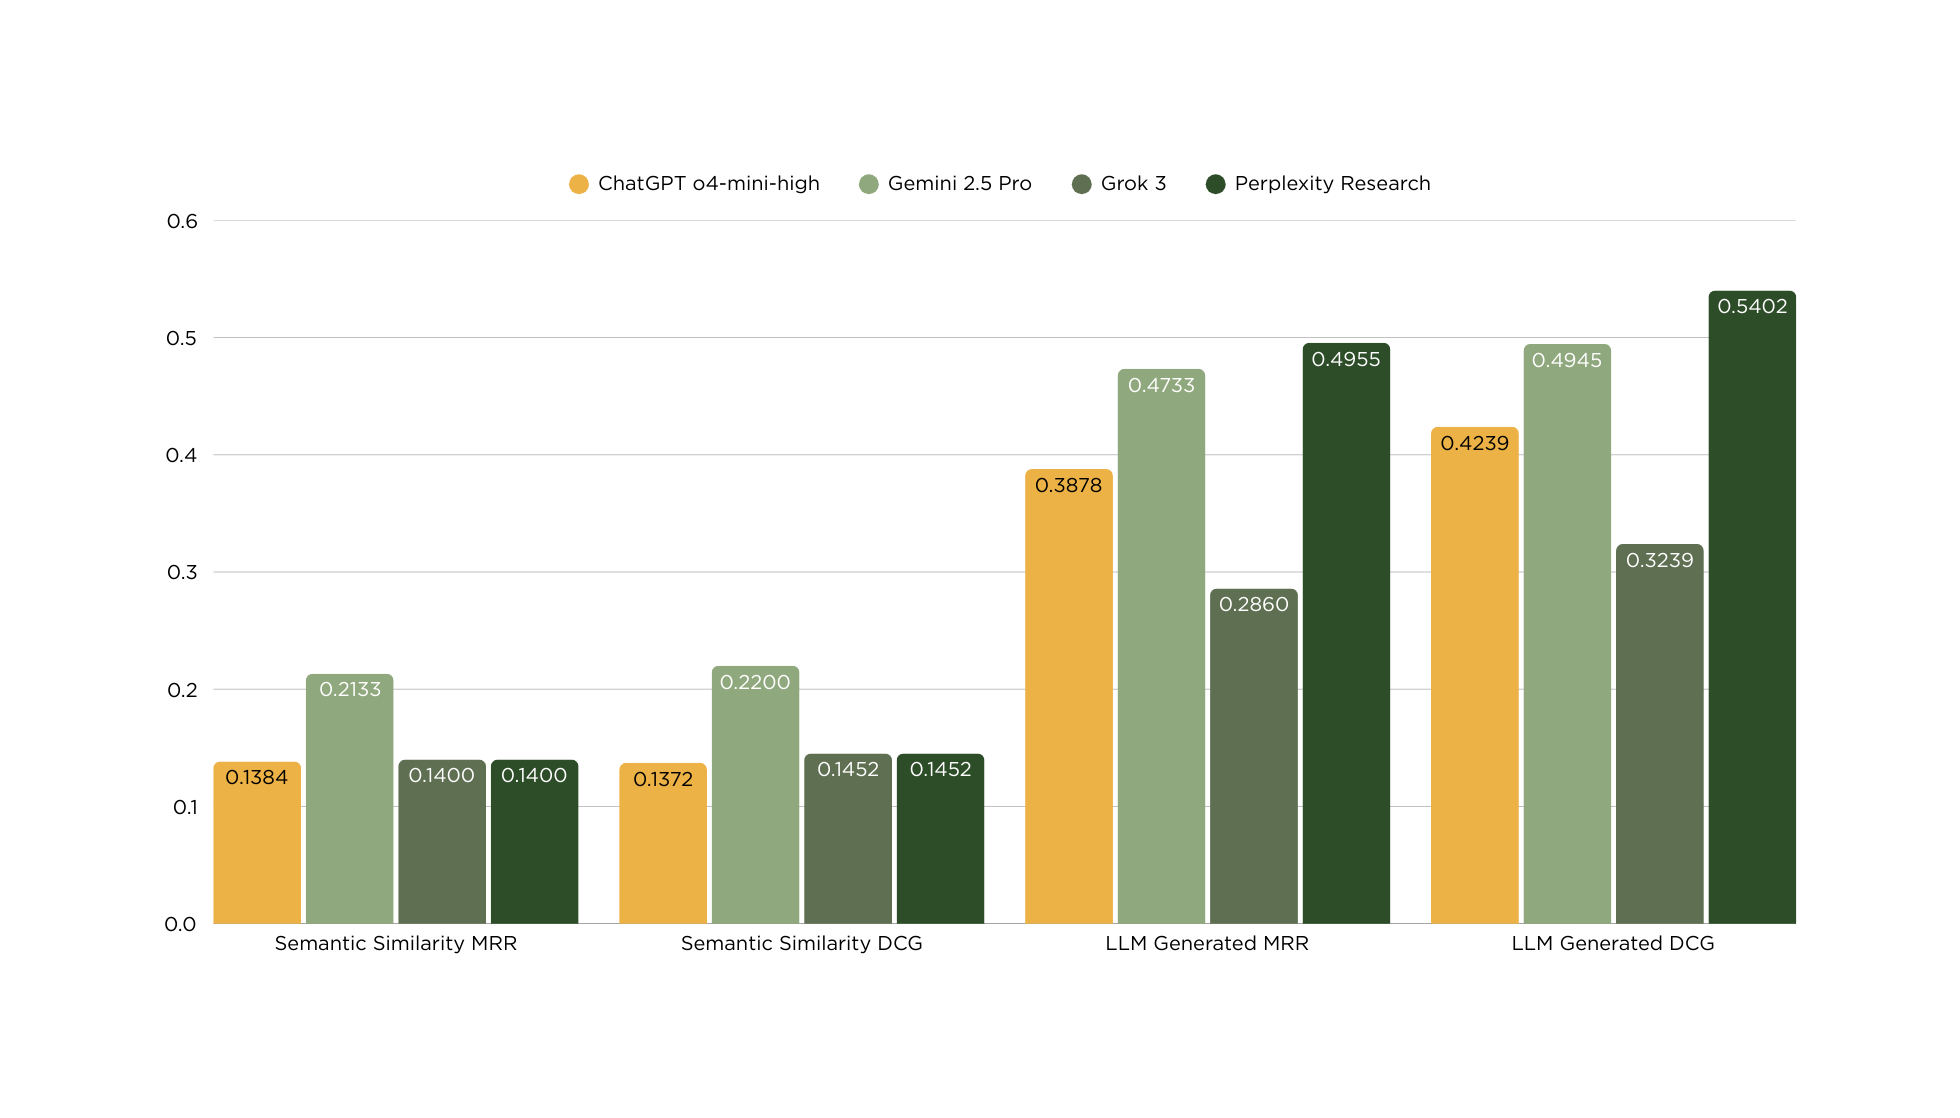 ChatGPT o4-mini-high Gemini 2.5 Pro Grok 3 Perplexity Research
0.6
0.5
0.4
0.3
0.2
0.1
0.0
0.1384 0.2133 0.1400 0.1400
0.1372 0.2200 0.1452 0.1452
0.3878 0.4733 0.2860 0.4955
0.4239 0.4945 0.3239 0.5402
Semantic Similarity MRR Semantic Similarity DCG LLM Generated MRR LLM Generated DCG